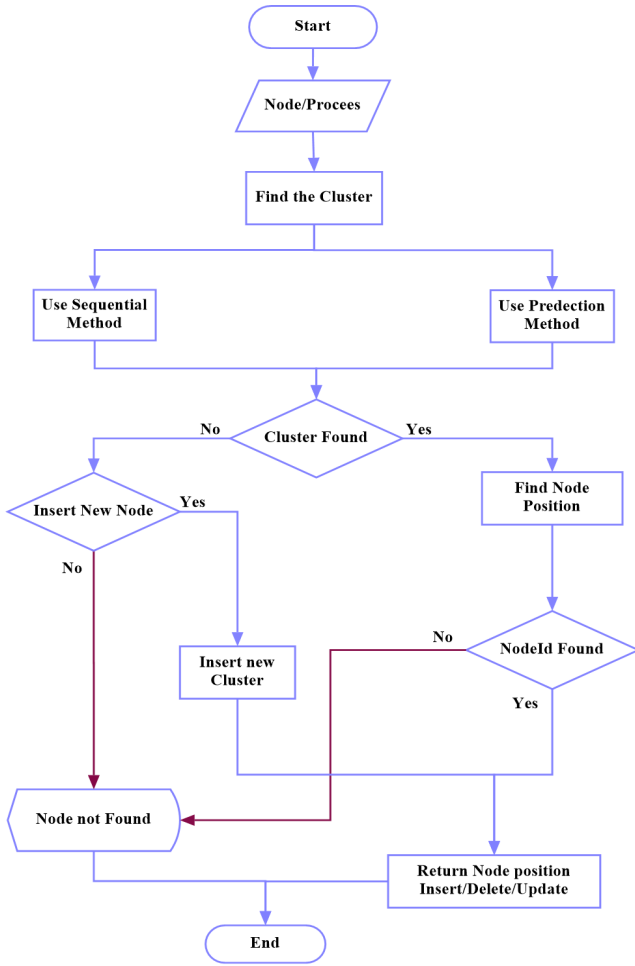 Start
Node/Procees
Find the Cluster
Use Sequential
Method
Use Predection
Method
Cluster Found
No
Yes
Insert New Node
Yes
No
Find Node
Position
Insert new
Cluster
No
NodeId Found
Yes
Node not Found
Return Node position
Insert/Delete/Update
End